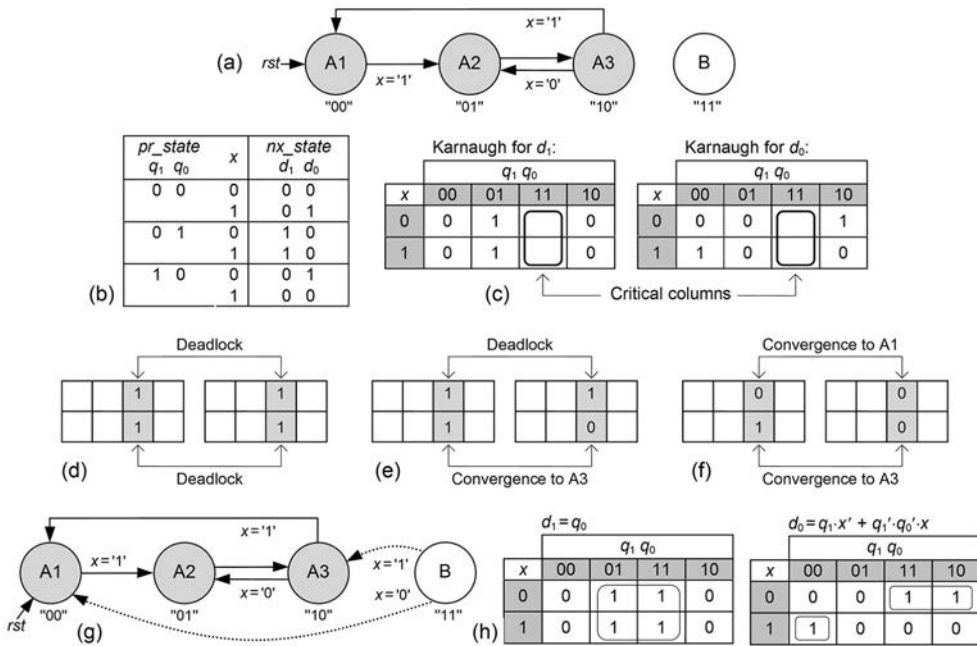 (a)
rst
A1
A2
A3
B
x='1'
x='1'
x='0'
"00"
"01"
"10"
"11"
(b)
pr_state x nx_state
q₁ q₀ d₁ d₀
0 0 0 0 0
1 0 1
0 1 0 1 0
1 1 0
1 0 0 0 1
1 0 0
(c)
Karnaugh for d₁:
q₁ q₀
x 00 01 11 10
0 0 1 0
1 0 1 0
Karnaugh for d₀:
q₁ q₀
x 00 01 11 10
0 0 0 1
1 1 0 0
Critical columns
(d)
Deadlock
1 1
1 1
Deadlock
(e)
Deadlock
1 1
1 0
Convergence to A3
(f)
Convergence to A1
0 0
1 0
Convergence to A3
(g)
rst
A1
A2
A3
B
x='1'
x='1'
x='0'
x='1'
x='0'
"00"
"01"
"10"
"11"
(h)
d₁=q₀
q₁ q₀
x 00 01 11 10
0 0 1 1 0
1 0 1 1 0
d₀=q₁·x' + q₁'·q₀'·x
q₁ q₀
x 00 01 11 10
0 0 0 1 1
1 1 0 0 0